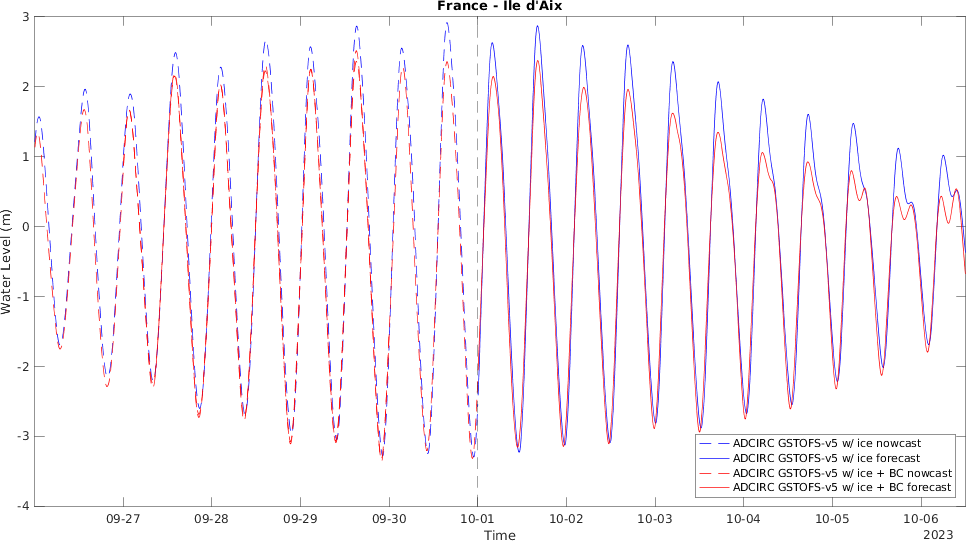 France - Ile d'Aix
3
2
1
0
-1
-2
-3
-4
Water Level (m)
ADCIRC GSTOFS-v5 w/ ice nowcast
ADCIRC GSTOFS-v5 w/ ice forecast
ADCIRC GSTOFS-v5 w/ ice + BC nowcast
ADCIRC GSTOFS-v5 w/ ice + BC forecast
09-27 09-28 09-29 09-30 10-01 10-02 10-03 10-04 10-05 10-06
Time
2023